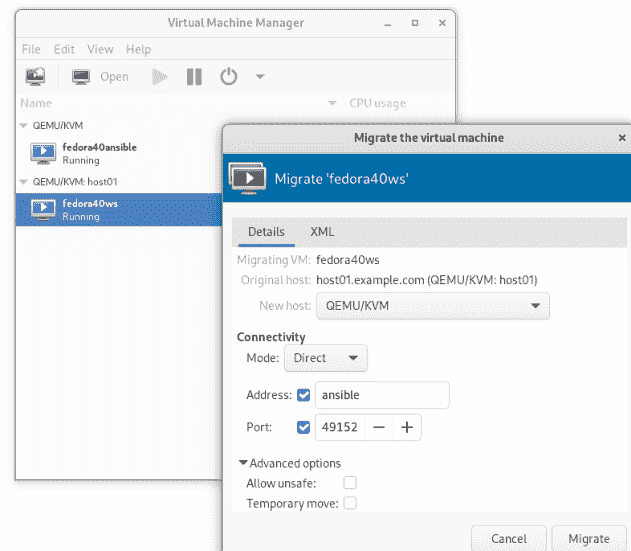 Virtual Machine Manager
File Edit View Help
Open
Name CPU usage
QEMU/KVM
fedora40ansible
Running
QEMU/KVM: host01
fedora40ws
Running
Migrate the virtual machine
Migrate 'fedora40ws'
Details XML
Migrating VM: fedora40ws
Original host: host01.example.com (QEMU/KVM: host01)
New host: QEMU/KVM
Connectivity
Mode: Direct
Address: ansible
Port: 49152
Advanced options
Allow unsafe:
Temporary move:
Cancel Migrate